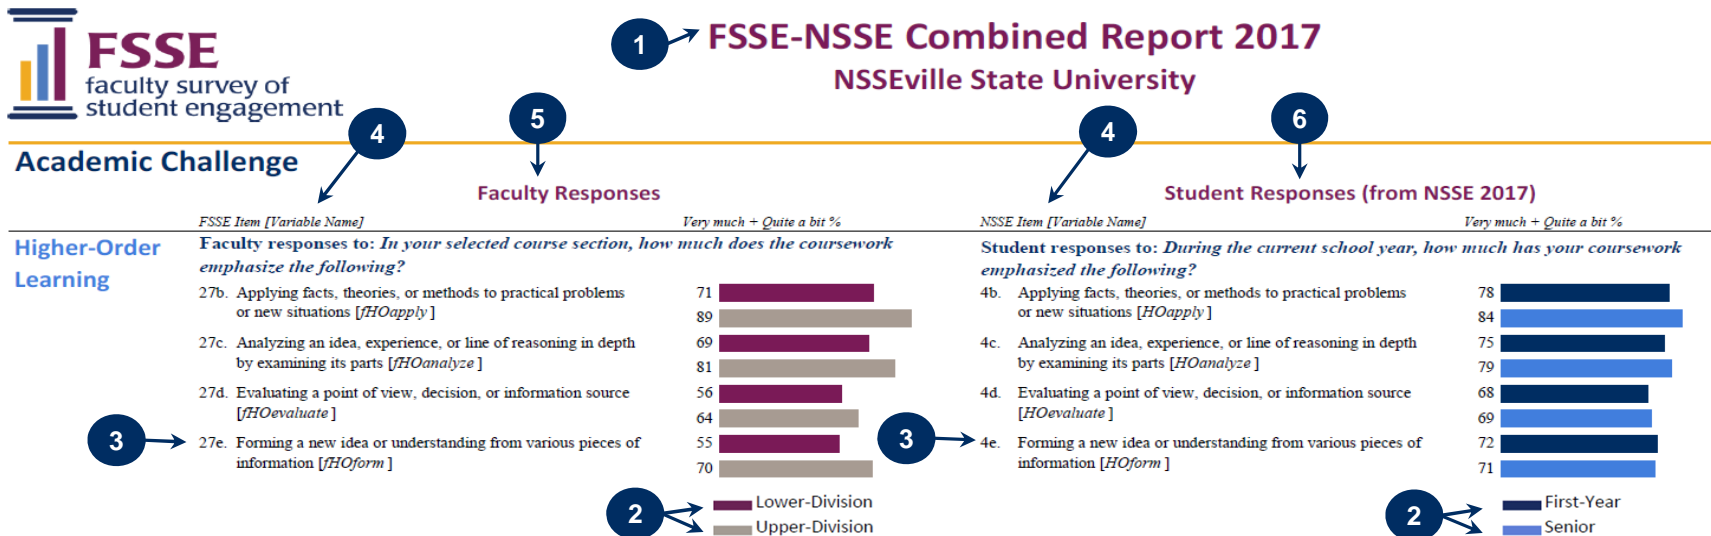 FSSE
faculty survey of
student engagement
1
FSSE-NSSE Combined Report 2017
NSSEville State University
4
5
4
6
Academic Challenge
Faculty Responses
Student Responses (from NSSE 2017)
FSSE Item [Variable Name]
Very much + Quite a bit %
NSSE Item [Variable Name]
Very much + Quite a bit %
Higher-Order
Learning
Faculty responses to: In your selected course section, how much does the coursework
emphasize the following?
27b. Applying facts, theories, or methods to practical problems
or new situations [fHOapply ]
71
89
27c. Analyzing an idea, experience, or line of reasoning in depth
by examining its parts [fHOanalyze ]
69
81
27d. Evaluating a point of view, decision, or information source
[fHOevaluate ]
56
64
3
27e. Forming a new idea or understanding from various pieces of
information [fHOform ]
55
70
2
Lower-Division
Upper-Division
Student responses to: During the current school year, how much has your coursework
emphasized the following?
4b. Applying facts, theories, or methods to practical problems
or new situations [HOapply ]
78
84
4c. Analyzing an idea, experience, or line of reasoning in depth
by examining its parts [HOanalyze ]
75
79
4d. Evaluating a point of view, decision, or information source
[HOevaluate ]
68
69
3
4e. Forming a new idea or understanding from various pieces of
information [HOform ]
72
71
2
First-Year
Senior